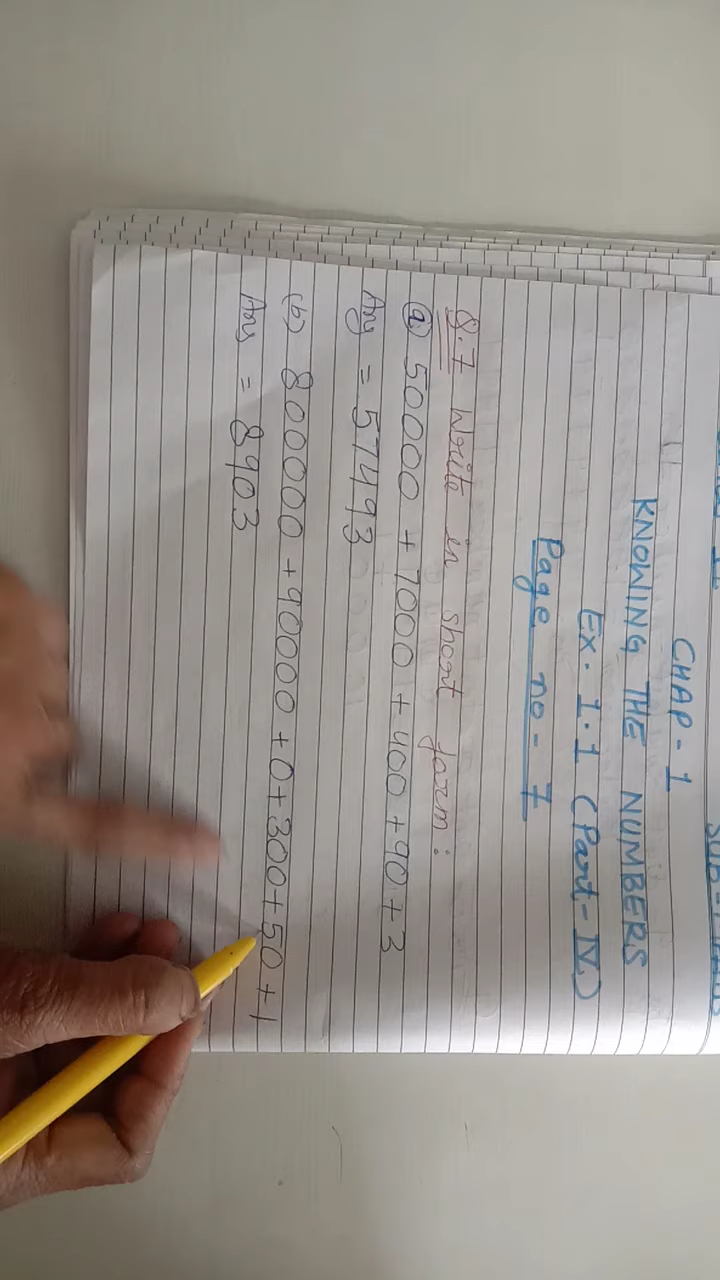 CHAP-1
KNOWING THE NUMBERS
Ex. 1.1 (Part-IV)
Page no- 7
Q.7 Write in short form:
(a) 50000 + 7000 + 400 + 90 + 3
Ans = 57493
(b) 800000 + 90000 + 0 + 300 + 50 + 1
Ans = 8903